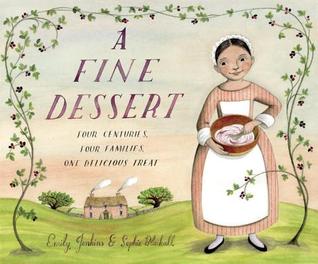 A
FINE
DESSERT
FOUR CENTURIES,
FOUR FAMILIES,
ONE DELICIOUS TREAT
Emily Jenkins & Sophie Blackall